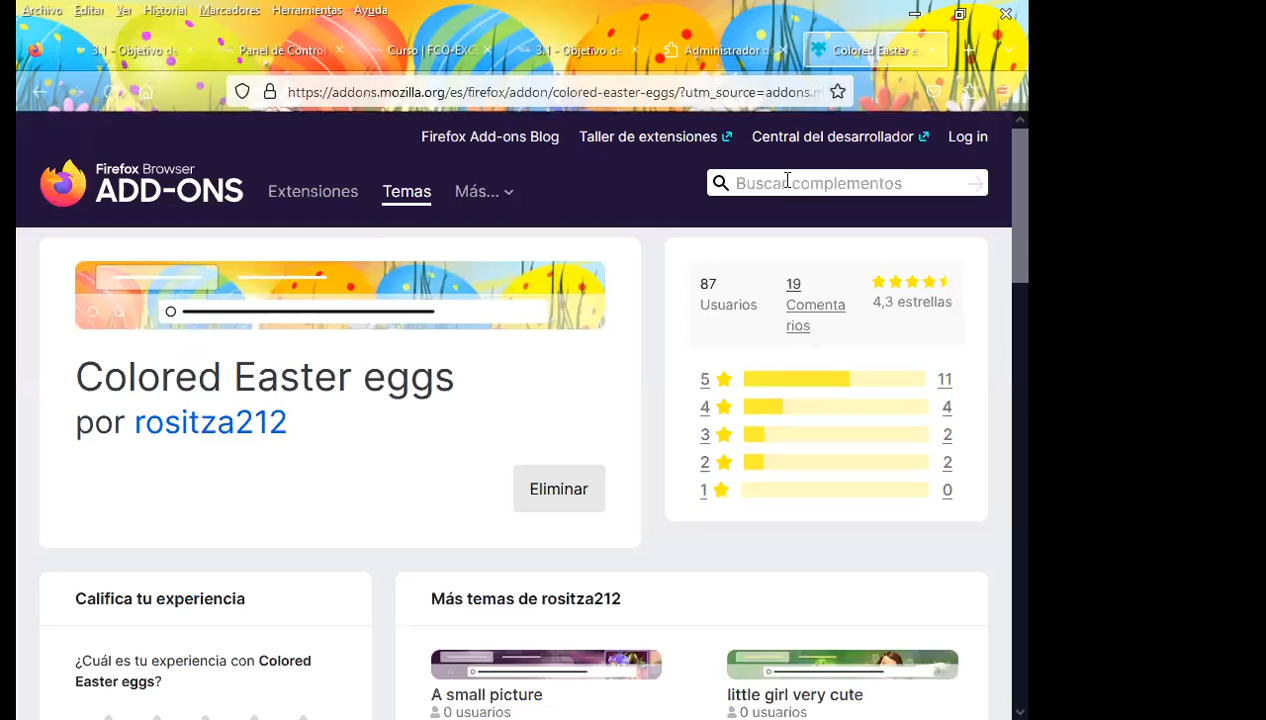 Archivo Editar Ver Historial Marcadores Herramientas Ayuda
3.1 - Objetivo de Panel de Control Curso | FCO-EXC 3.1 - Objetivo de Administrador de Colored Easter e
https://addons.mozilla.org/es/firefox/addon/colored-easter-eggs/?utm_source=addons.m
Firefox Add-ons Blog Taller de extensiones Central del desarrollador Log in
Firefox Browser
ADD-ONS Extensiones Temas Más... Buscar complementos
87 19
Usuarios Comenta
rios
4,3 estrellas
Colored Easter eggs
por rositza212
Eliminar
5 11
4 4
3 2
2 2
1 0
Califica tu experiencia
¿Cuál es tu experiencia con Colored
Easter eggs?
Más temas de rositza212
A small picture little girl very cute
0 usuarios 0 usuarios